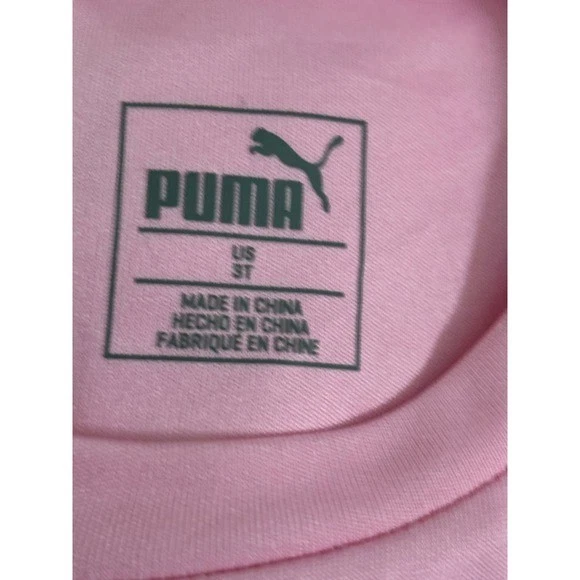 PUMA
US
3T
MADE IN CHINA
HECHO EN CHINA
FABRIQUE EN CHINE